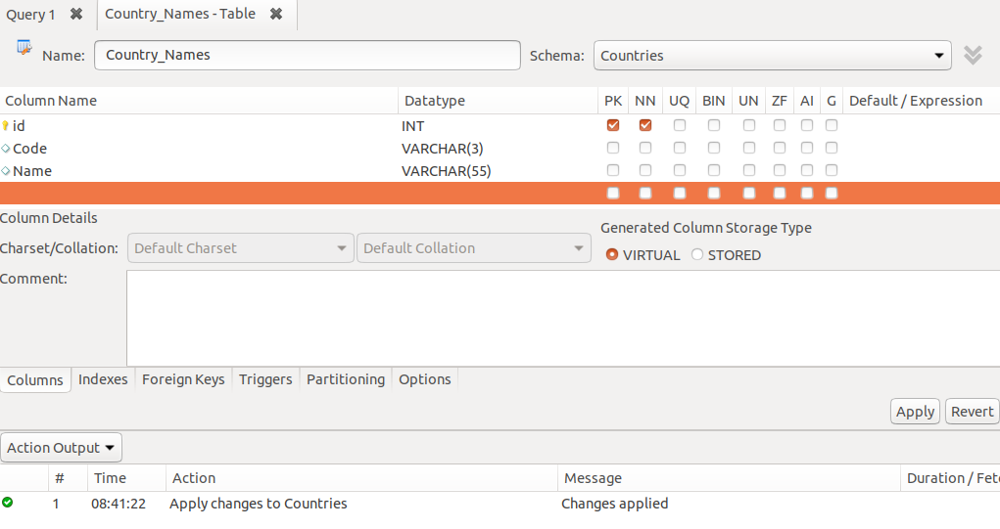 Query 1 Country_Names - Table
Name: Country_Names Schema: Countries
Column Name Datatype PK NN UQ BIN UN ZF AI G Default / Expression
id INT
Code VARCHAR(3)
Name VARCHAR(55)
Column Details
Generated Column Storage Type
Charset/Collation: Default Charset Default Collation
VIRTUAL STORED
Comment:
Columns Indexes Foreign Keys Triggers Partitioning Options
Apply Revert
Action Output
# Time Action Message Duration / Fetc
1 08:41:22 Apply changes to Countries Changes applied